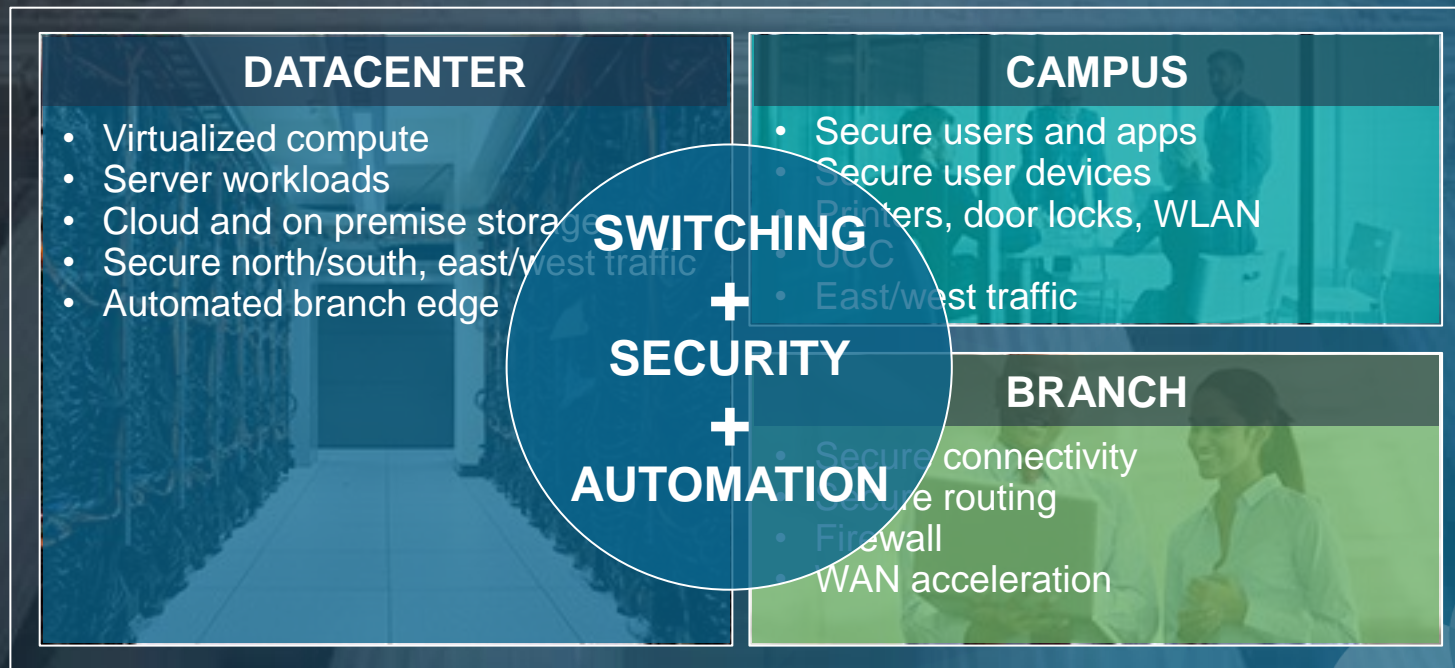 DATACENTER
• Virtualized compute
• Server workloads
• Cloud and on premise storage
• Secure north/south, east/west traffic
• Automated branch edge
CAMPUS
• Secure users and apps
• Secure user devices
• Printers, door locks, WLAN
• UCC
• East/west traffic
SWITCHING
+
SECURITY
+
AUTOMATION
BRANCH
• Secure connectivity
• Secure routing
• Firewall
• WAN acceleration